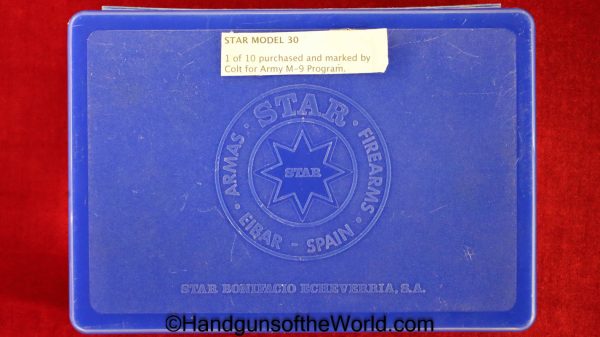 STAR MODEL 30
1 of 10 purchased and marked by
Colt for Army M-9 Program.
· STAR ·
ARMAS · FIREARMS
STAR
EIBAR - SPAIN
STAR BONIFACIO ECHEVERRIA, S.A.
©HandgunsoftheWorld.com